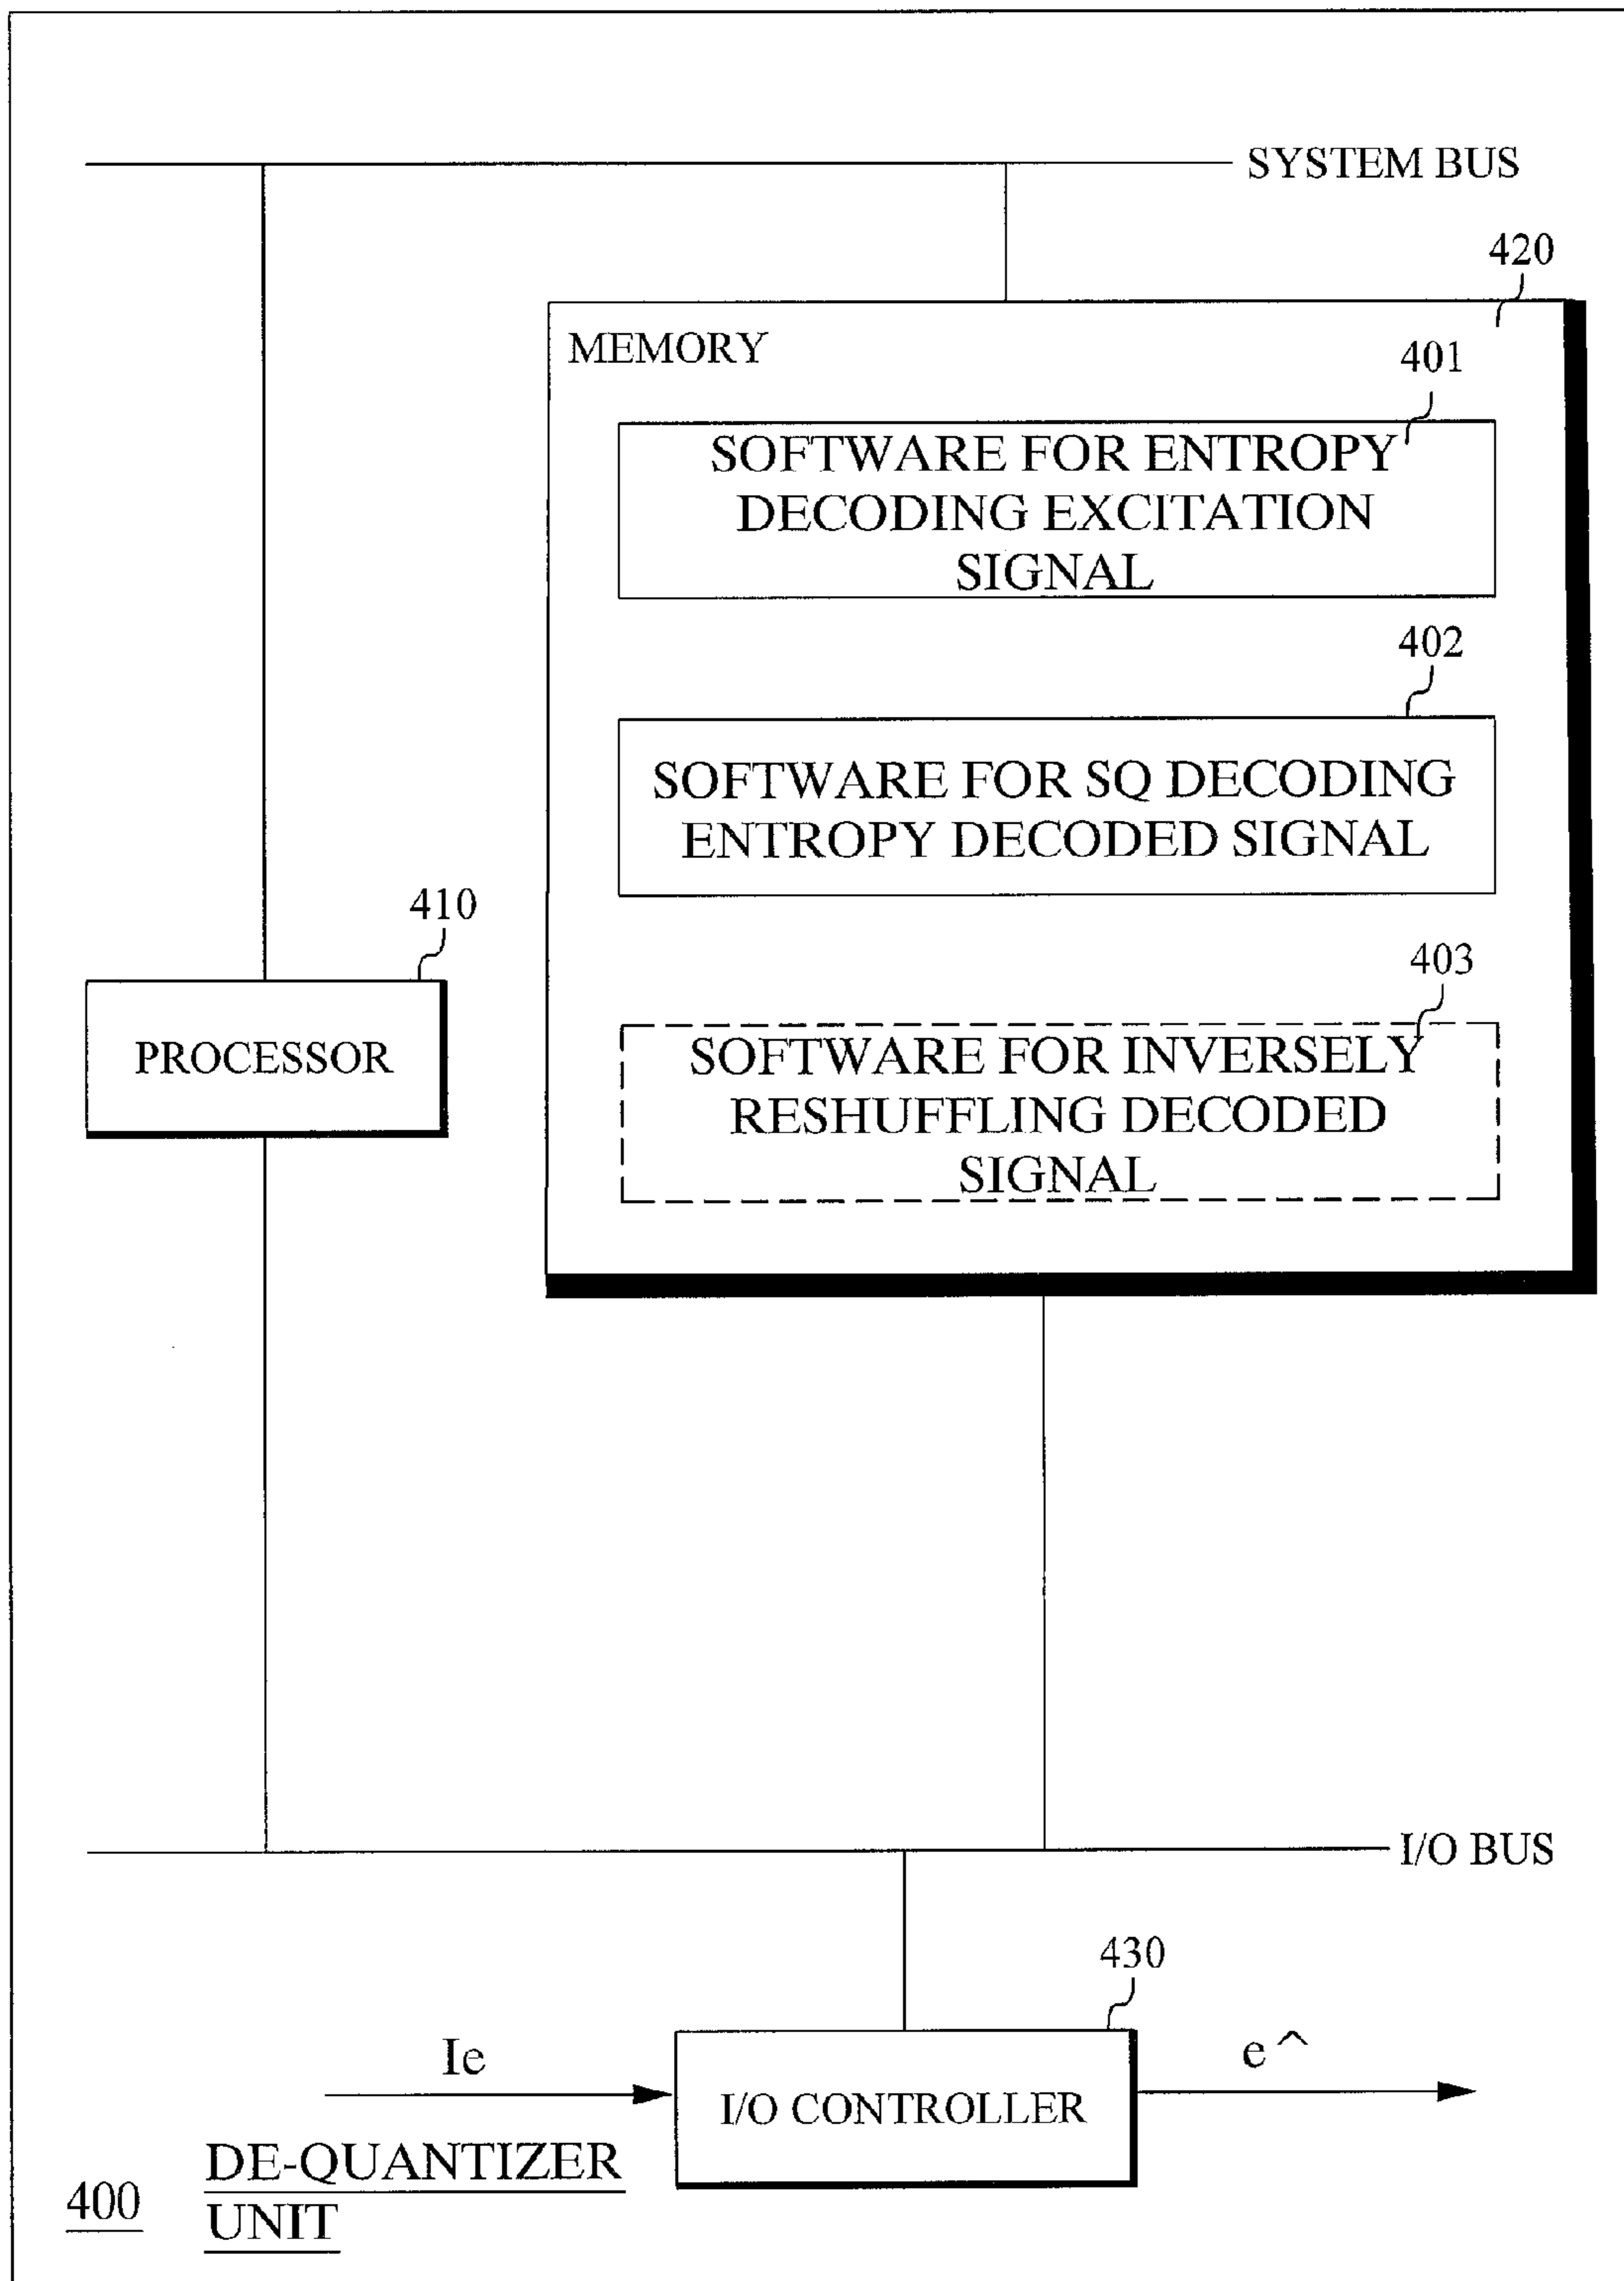 SYSTEM BUS
420
MEMORY
401
SOFTWARE FOR ENTROPY
DECODING EXCITATION
SIGNAL
402
SOFTWARE FOR SQ DECODING
ENTROPY DECODED SIGNAL
410
PROCESSOR
403
SOFTWARE FOR INVERSELY
RESHUFFLING DECODED
SIGNAL
I/O BUS
430
Ie
I/O CONTROLLER
e^
400
DE-QUANTIZER
UNIT